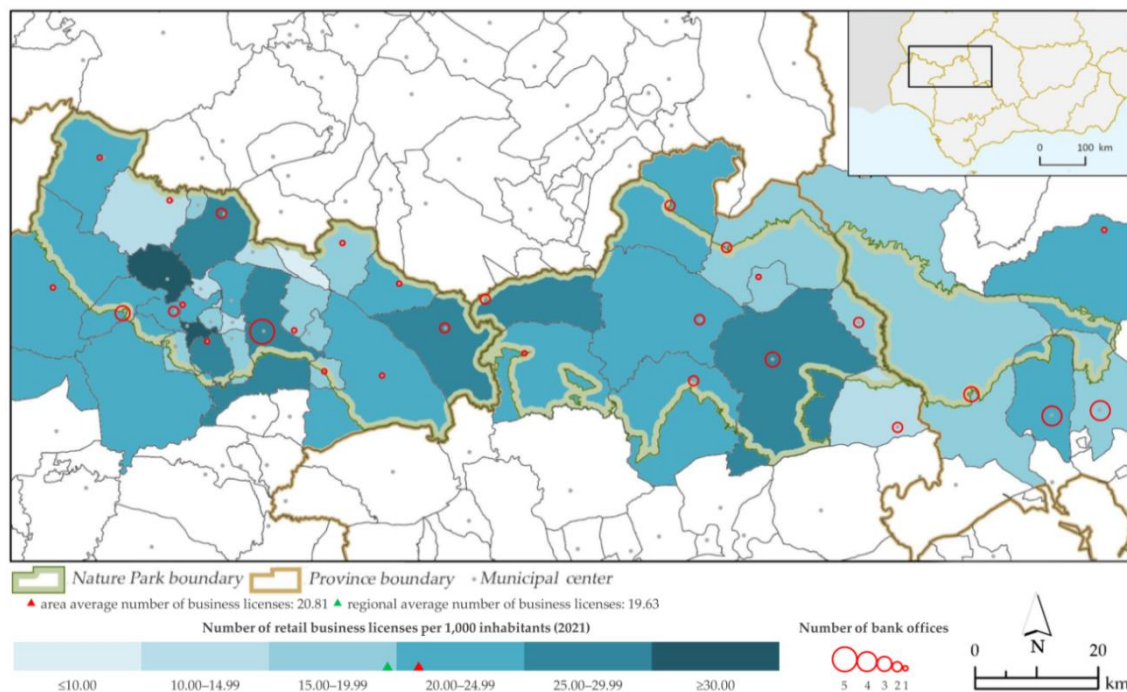 0 100 km
Nature Park boundary Province boundary Municipal center
area average number of business licenses: 20.81 regional average number of business licenses: 19.63
Number of retail business licenses per 1,000 inhabitants (2021)
≤10.00 10.00–14.99 15.00–19.99 20.00–24.99 25.00–29.99 ≥30.00
Number of bank offices
5 4 3 2 1
N
0 20
km